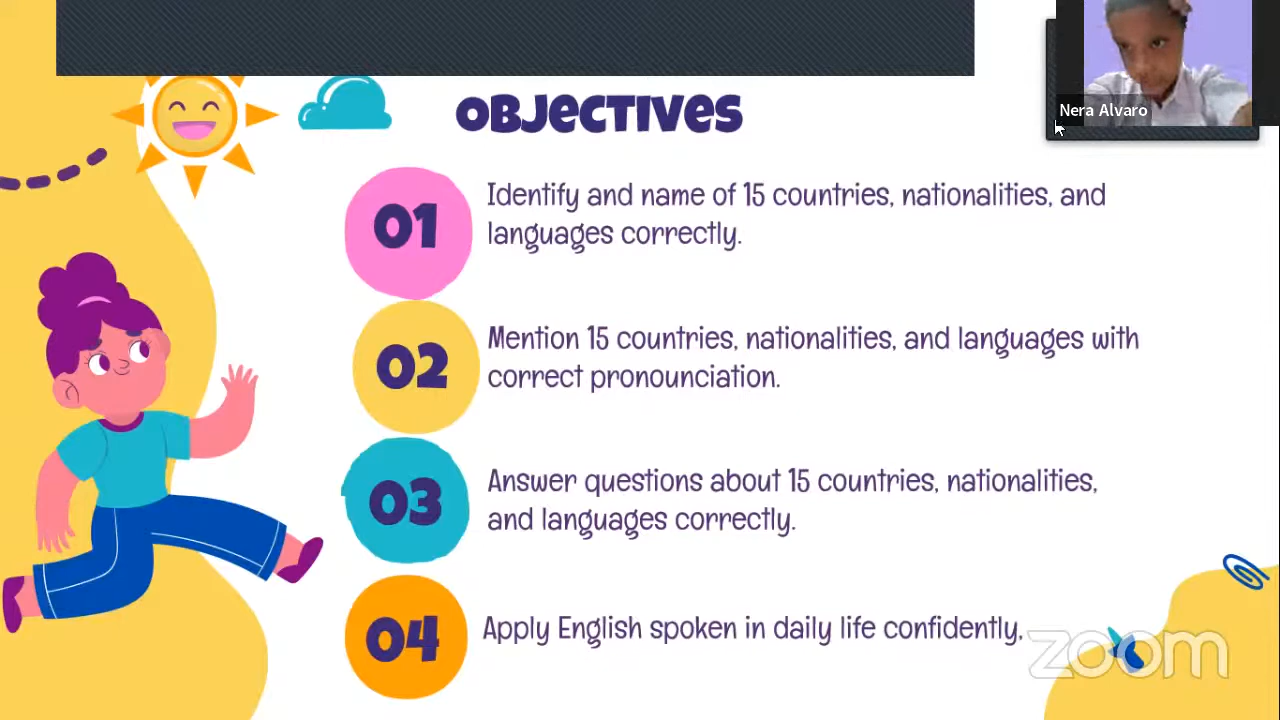 OBJECTIVES
Nera Alvaro
01
Identify and name of 15 countries, nationalities, and
languages correctly.
02
Mention 15 countries, nationalities, and languages with
correct pronounciation.
03
Answer questions about 15 countries, nationalities,
and languages correctly.
04
Apply English spoken in daily life confidently,
zoom